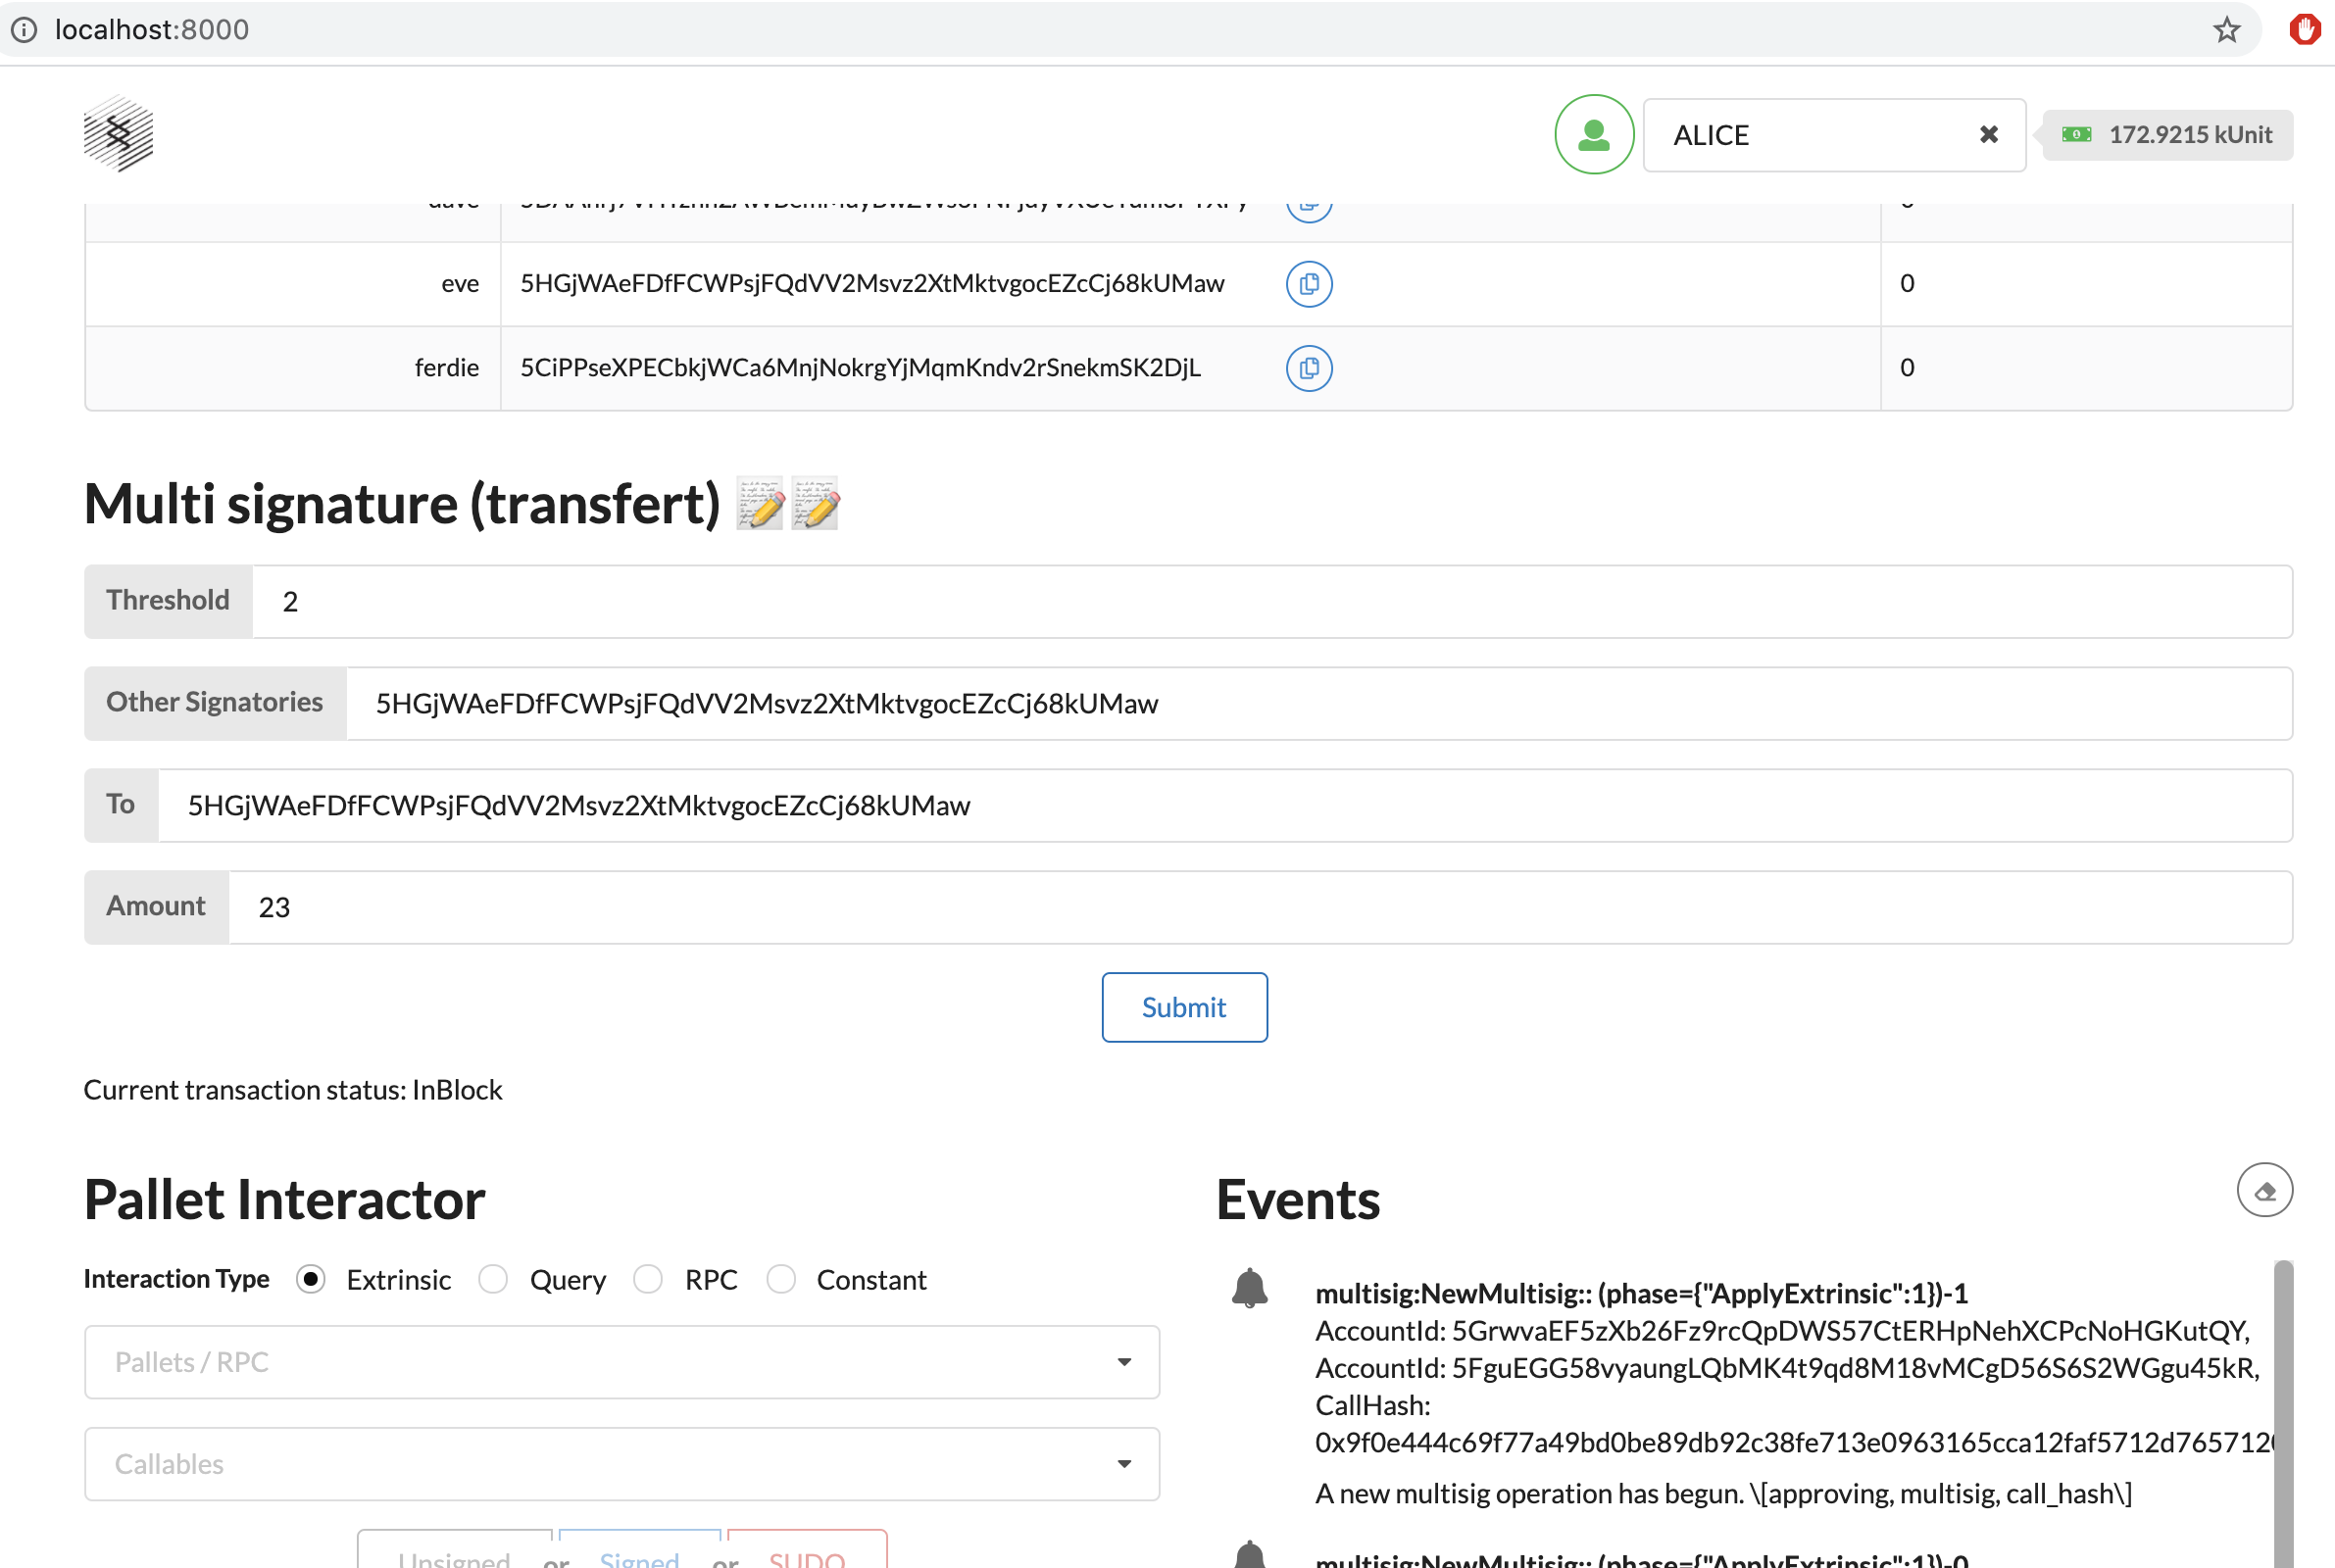 localhost:8000
ALICE
172.9215 kUnit
dave
eve 5HGjWAeFDfFCWPsjFQdVV2Msvz2XtMktvgocEZcCj68kUMaw 0
ferdie 5CiPPseXPECbkjWCa6MnjNokrgYjMqmKndv2rSnekmSK2DjL 0
Multi signature (transfert)
Threshold 2
Other Signatories 5HGjWAeFDfFCWPsjFQdVV2Msvz2XtMktvgocEZcCj68kUMaw
To 5HGjWAeFDfFCWPsjFQdVV2Msvz2XtMktvgocEZcCj68kUMaw
Amount 23
Submit
Current transaction status: InBlock
Pallet Interactor
Interaction Type Extrinsic Query RPC Constant
Pallets / RPC
Callables
Unsigned or Signed or SUDO
Events
multisig:NewMultisig:: (phase={"ApplyExtrinsic":1})-1
AccountId: 5GrwvaEF5zXb26Fz9rcQpDWS57CtERHpNehXCPcNoHGKutQY,
AccountId: 5FguEGG58vyaungLQbMK4t9qd8M18vMCgD56S6S2WGgu45kR,
CallHash:
0x9f0e444c69f77a49bd0be89db92c38fe713e0963165cca12faf5712d765712
A new multisig operation has begun. \[approving, multisig, call_hash\]
multisig:NewMultisig:: (phase={"ApplyExtrinsic":1})-0